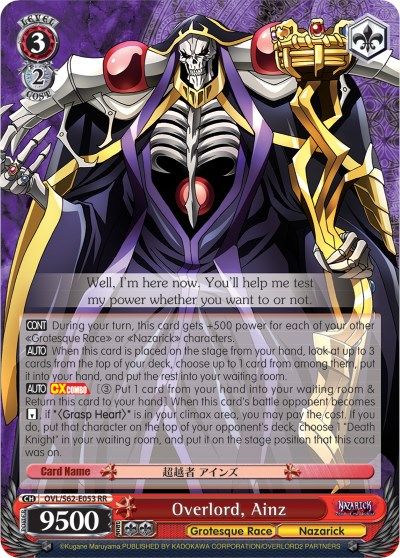 LEVEL
3
2
COST
Well, I'm here now. You'll help me test
my power whether you want to or not.
CONT During your turn, this card gets +500 power for each of your other
«Grotesque Race» or «Nazarick» characters.
AUTO When this card is placed on the stage from your hand, look at up to 3
cards from the top of your deck, choose up to 1 card from among them, put
it into your hand, and put the rest into your waiting room.
AUTO CXCOMBO [③ Put 1 card from your hand into your waiting room &
Return this card to your hand] When this card's battle opponent becomes
, if "〈Grasp Heart〉" is in your climax area, you may pay the cost. If you
do, put that character on the bottom of your opponent's deck, choose 1 "Death
Knight" in your waiting room, and put it on the stage position that this card
was on.
Card Name
超越者 アインズ
CH OVL/S62-E053 RR
POWER
9500
Overlord, Ainz
NAZARICK
Grotesque Race
Nazarick
©Kugane Maruyama,PUBLISHED BY KADOKAWA CORPORATION/OVERLORD2 PARTNERS